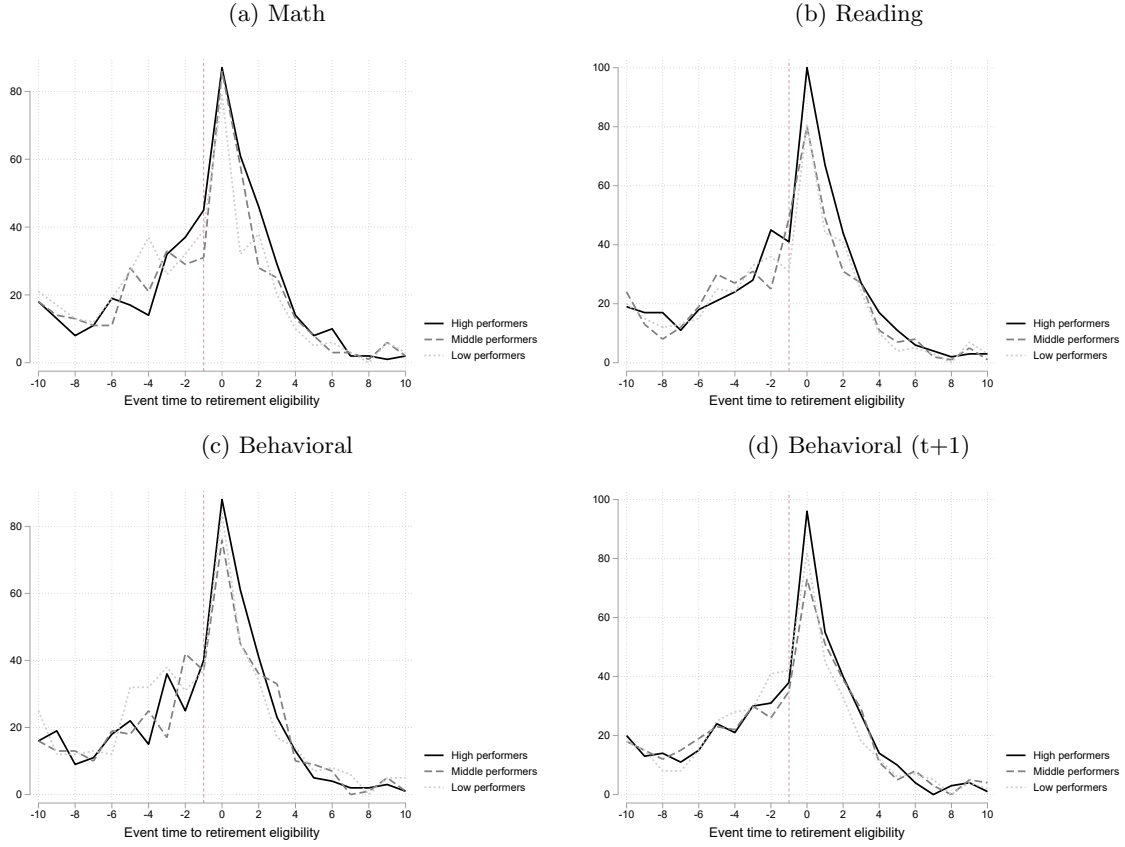 (a) Math
80
60
40
20
0
-10 -8 -6 -4 -2 0 2 4 6 8 10
Event time to retirement eligibility
High performers
Middle performers
Low performers
(b) Reading
100
80
60
40
20
0
-10 -8 -6 -4 -2 0 2 4 6 8 10
Event time to retirement eligibility
High performers
Middle performers
Low performers
(c) Behavioral
80
60
40
20
0
-10 -8 -6 -4 -2 0 2 4 6 8 10
Event time to retirement eligibility
High performers
Middle performers
Low performers
(d) Behavioral (t+1)
100
80
60
40
20
0
-10 -8 -6 -4 -2 0 2 4 6 8 10
Event time to retirement eligibility
High performers
Middle performers
Low performers